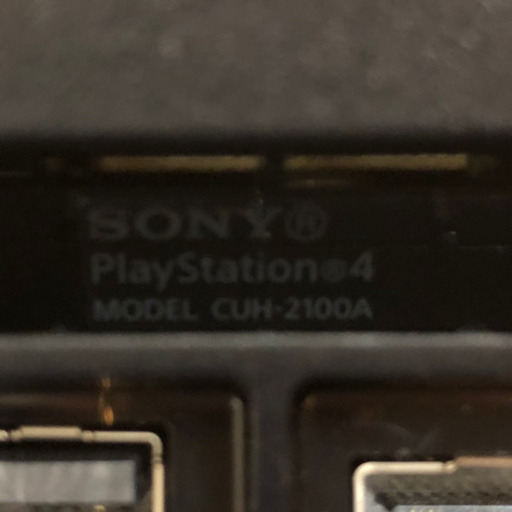 SONY®
PlayStation®4
MODEL CUH-2100A